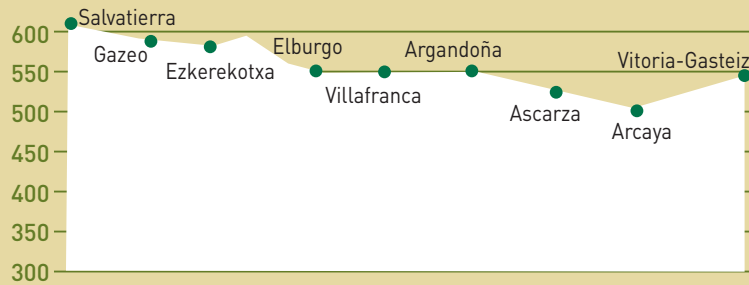 Salvatierra
600
Gazeo
Ezkerekotxa
Elburgo
Argandoña
Vitoria-Gasteiz
550
Villafranca
500
Ascarza
Arcaya
450
400
350
300